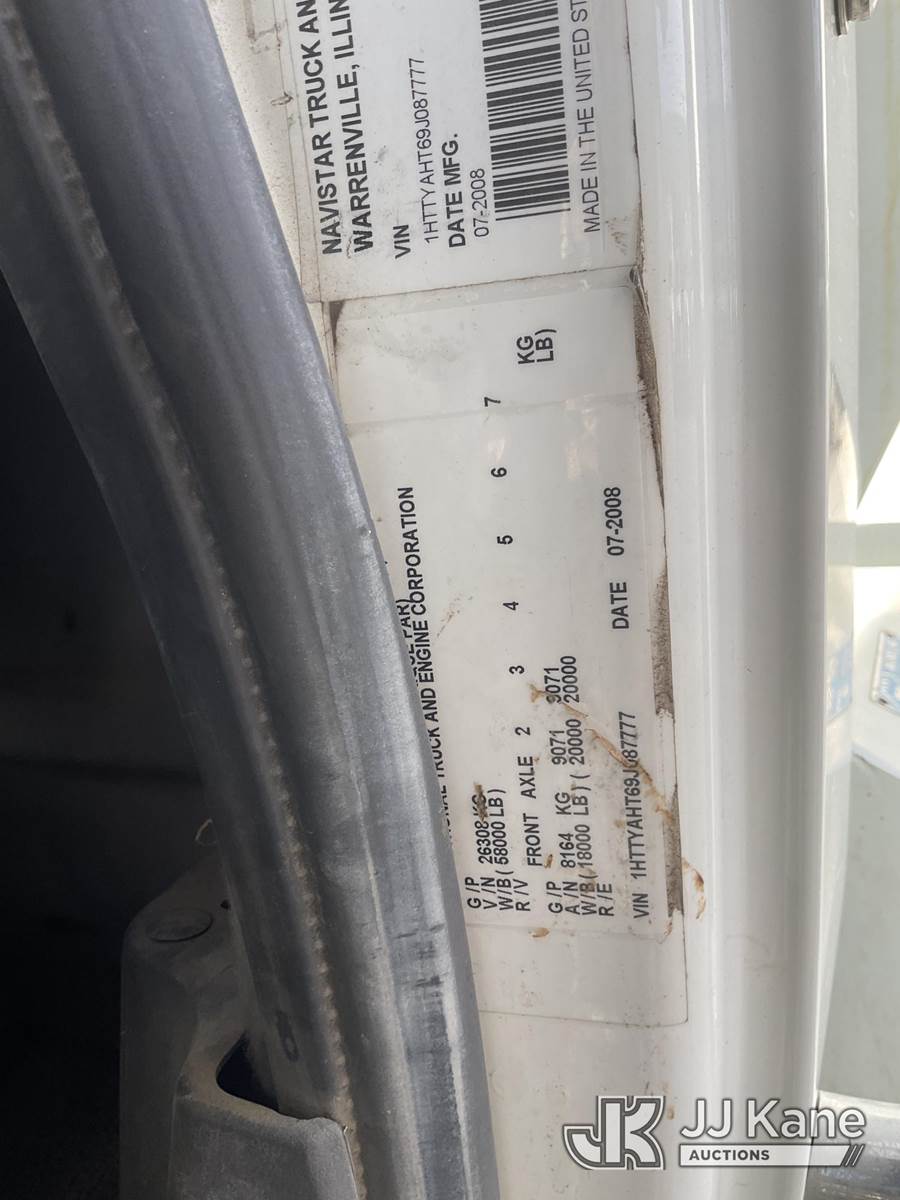 NAVISTAR TRUCK AN
WARRENVILLE, ILLIN
VIN
1HTTYAHT69J087777
DATE MFG.
07-2008
MADE IN THE UNITED ST
TRUCK AND ENGINE CORPORATION
G/P
V/N 26308 KG
W/B ( 58000 LB )
R/V
FRONT AXLE 2 3 4 5 6 7
G/P
A/N 8164 KG 9071 9071 KG
W/B ( 18000 LB ) ( 20000 20000 LB )
R/E
VIN 1HTTYAHT69J087777 DATE 07-2008
JK JJ Kane
AUCTIONS